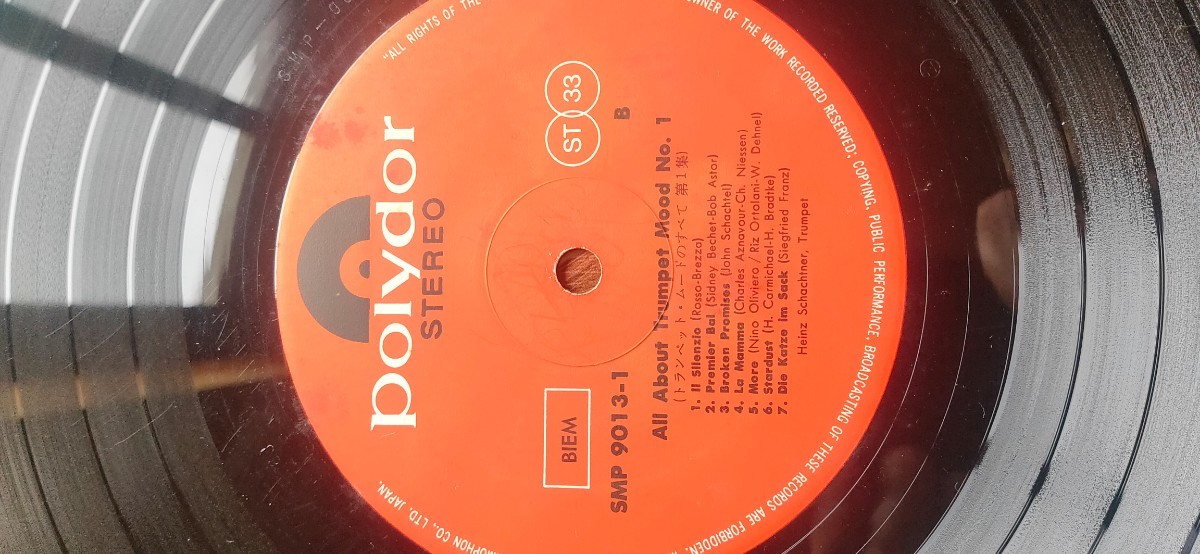 polydor
STEREO
BIEM
ST 33
SMP 9013-1
B
All About Trumpet Mood No. 1
(トランペット・ムードのすべて 第1集)
1. Il Silenzio (Rosso-Brezza)
2. Premier Bal (Sidney Bechet-Bob Astor)
3. Broken Promises (John Schachtel)
4. La Mamma (Charles Aznavour-Ch. Niessen)
5. More (Nino Oliviero / Riz Ortolani-W. Dehnel)
6. Stardust (H. Carmichael-H. Bradtke)
7. Die Katze im Sack (Siegfried Franz)
Heinz Schachtner, Trumpet
"ALL RIGHTS OF THE
OWNER OF THE WORK RECORDED RESERVED; COPYING, PUBLIC PERFORMANCE, BROADCASTING OF THESE RECORDS ARE FORBIDDEN.
CO., LTD. JAPAN.